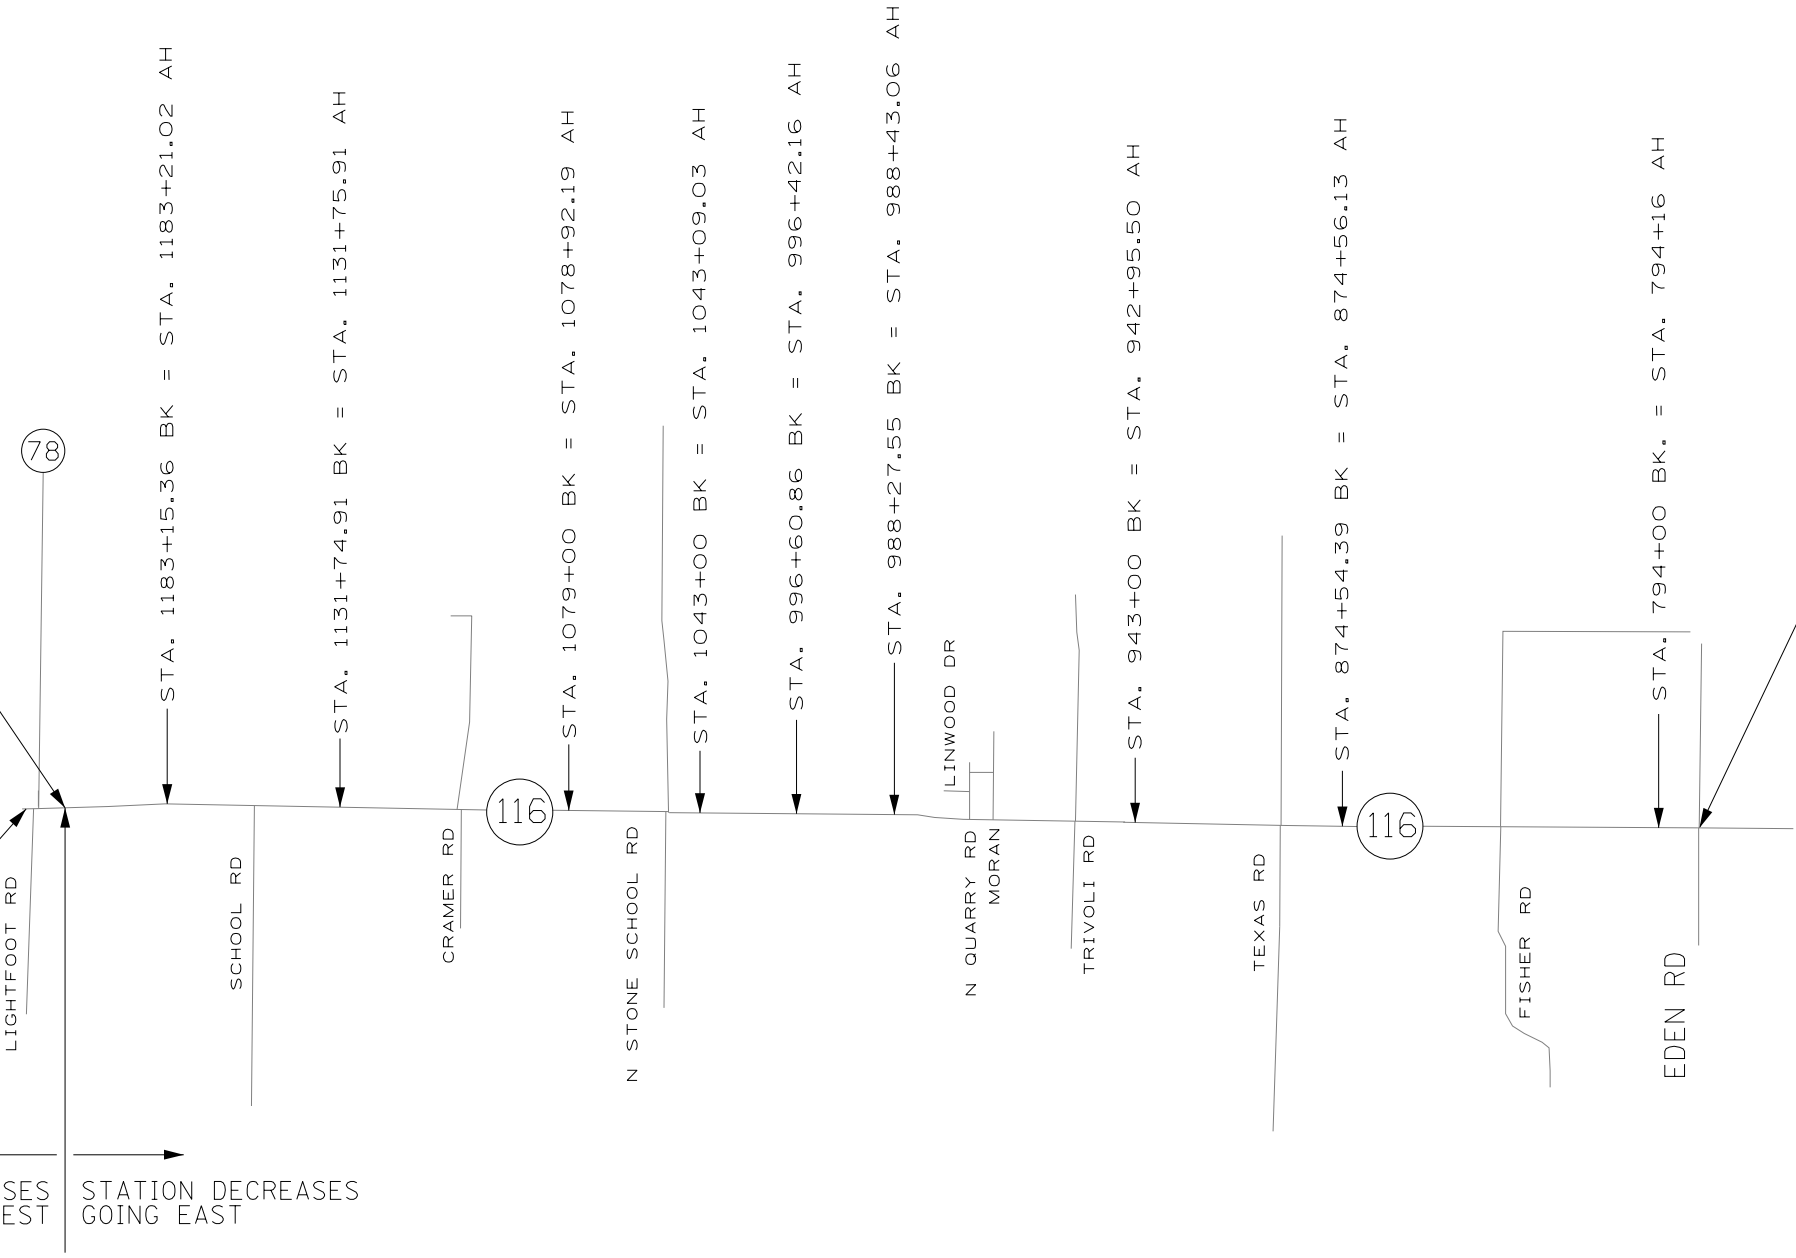 STA. 1183+15.36 BK = STA. 1183+21.02 AH
STA. 1131+74.91 BK = STA. 1131+75.91 AH
STA. 1079+00 BK = STA. 1078+92.19 AH
STA. 1043+00 BK = STA. 1043+09.03 AH
STA. 996+60.86 BK = STA. 996+42.16 AH
STA. 988+27.55 BK = STA. 988+43.06 AH
STA. 943+00 BK = STA. 942+95.50 AH
STA. 874+54.39 BK = STA. 874+56.13 AH
STA. 794+00 BK. = STA. 794+16 AH
78
LINWOOD DR
116
116
LIGHTFOOT RD
SCHOOL RD
CRAMER RD
N STONE SCHOOL RD
N QUARRY RD
MORAN
TRIVOLI RD
TEXAS RD
FISHER RD
EDEN RD
SES
EST
STATION DECREASES
GOING EAST